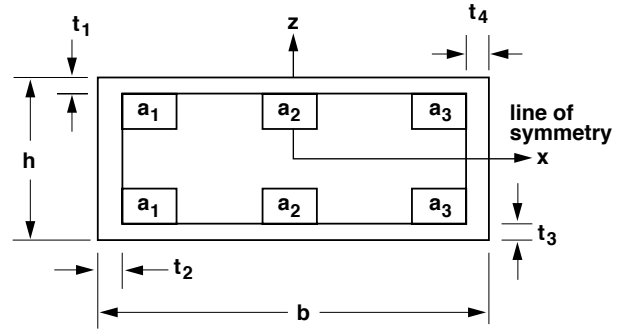 t₁
z
t₄
a₁ a₂ a₃
line of
symmetry
h
x
a₁ a₂ a₃
t₃
t₂
b